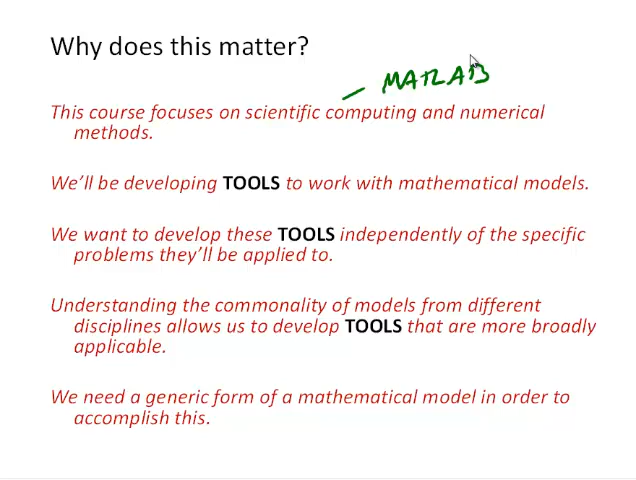 Why does this matter?
– MATLAB
This course focuses on scientific computing and numerical
methods.
We'll be developing TOOLS to work with mathematical models.
We want to develop these TOOLS independently of the specific
problems they'll be applied to.
Understanding the commonality of models from different
disciplines allows us to develop TOOLS that are more broadly
applicable.
We need a generic form of a mathematical model in order to
accomplish this.